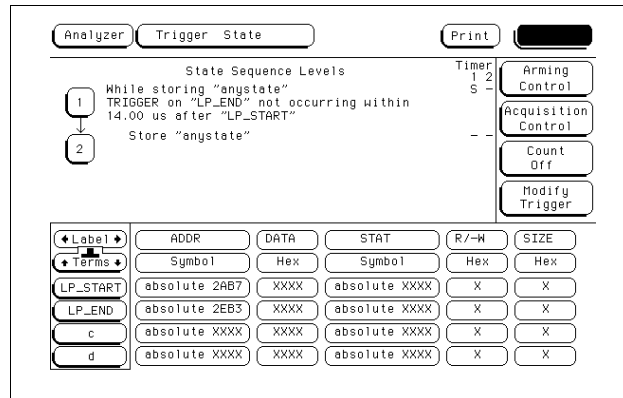 Analyzer Trigger State Print
State Sequence Levels Timer
1 2
While storing "anystate" S -
1 TRIGGER on "LP_END" not occurring within
14.00 us after "LP_START"
2 Store "anystate" - -
Arming
Control
Acquisition
Control
Count
Off
Modify
Trigger
Label ADDR DATA STAT R/-W SIZE
Terms Symbol Hex Symbol Hex Hex
LP_START absolute 2AB7 XXXX absolute XXXX X X
LP_END absolute 2EB3 XXXX absolute XXXX X X
c absolute XXXX XXXX absolute XXXX X X
d absolute XXXX XXXX absolute XXXX X X